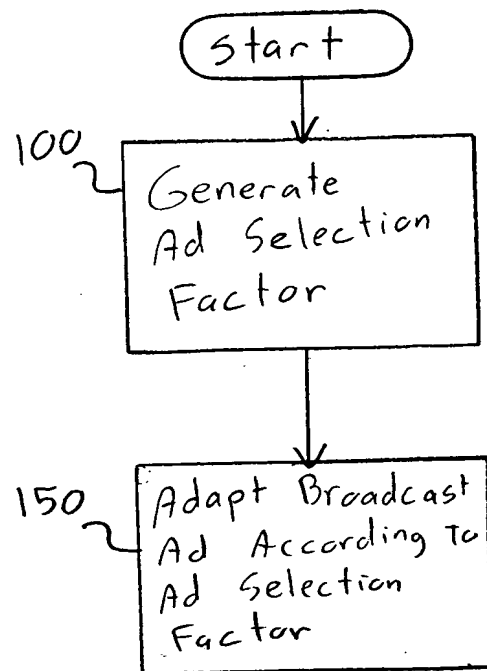 Start
100
Generate
Ad Selection
Factor
150
Adapt Broadcast
Ad According To
Ad Selection
Factor